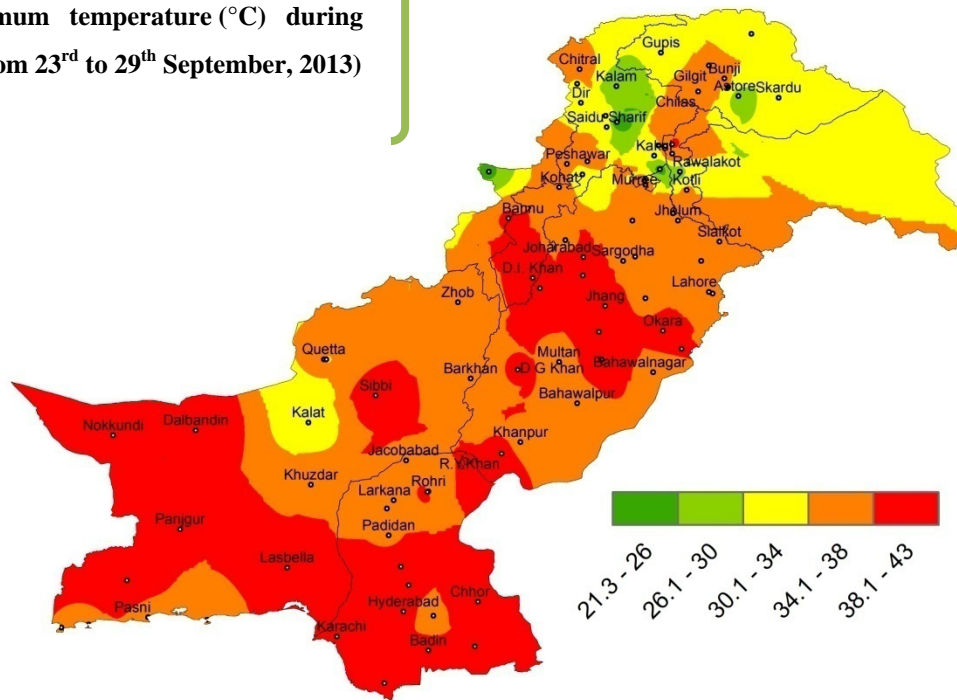 mum temperature (°C) during
om 23rd to 29th September, 2013)
Gupis
Chitral
Kalam
Gilgit Bunji
Astore Skardu
Dir
Chilas
Saidu Sharif
Peshawar
Rawalakot
Kohat
Murree Kotli
Bannu
Jhelum
Sialkot
Joharabad Sargodha
D.I. Khan
Zhob
Jhang
Lahore
Okara
Quetta
Multan
Barkhan
D G Khan
Bahawalnagar
Sibbi
Bahawalpur
Kalat
Nokkundi
Dalbandin
Khanpur
Jacobabad
R.Y.Khan
Khuzdar
Rohri
Larkana
Panjgur
Padidan
Lasbella
Chhor
Pasni
Hyderabad
Karachi
Badin
21.3 - 26
26.1 - 30
30.1 - 34
34.1 - 38
38.1 - 43